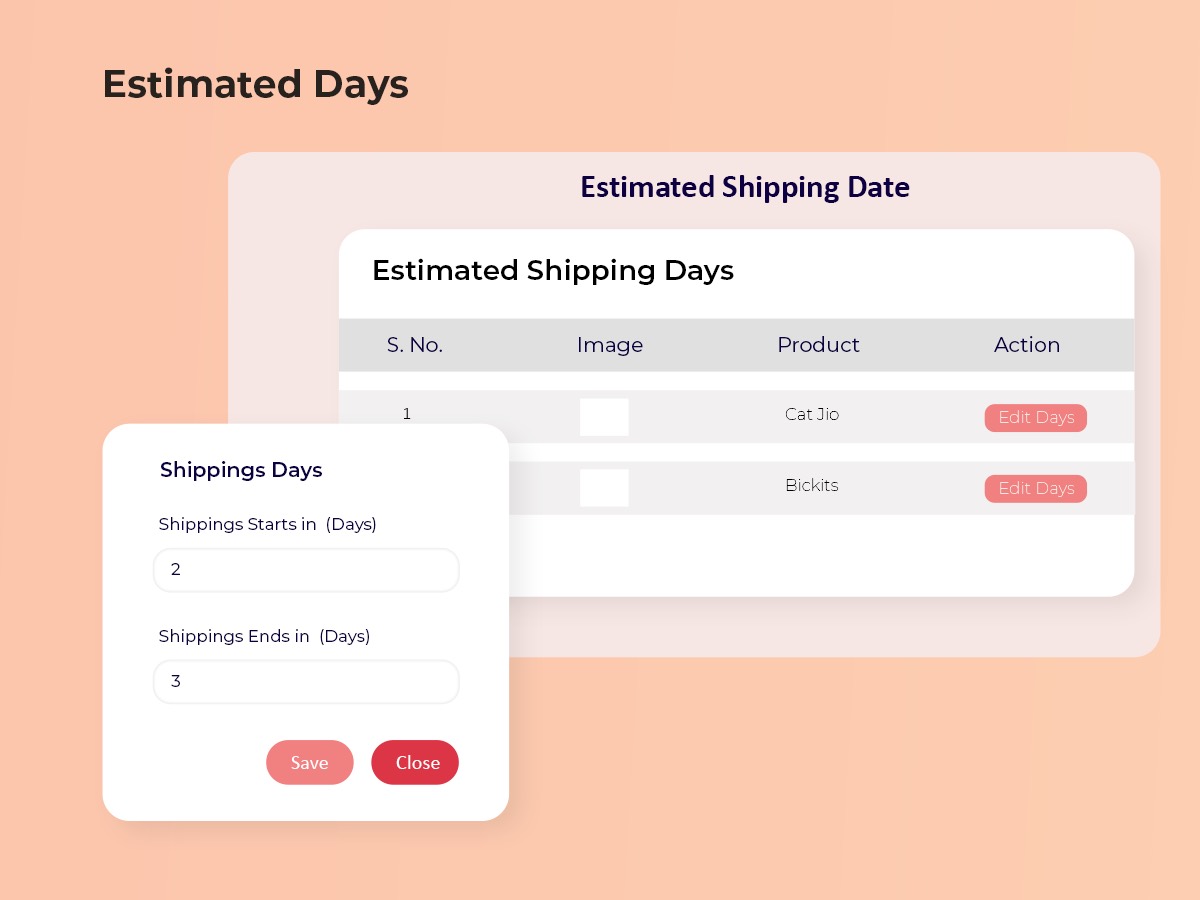 Estimated Days
Estimated Shipping Date
Estimated Shipping Days
S. No. Image Product Action
1 Cat Jio Edit Days
Bickits Edit Days
Shippings Days
Shippings Starts in (Days)
2
Shippings Ends in (Days)
3
Save Close